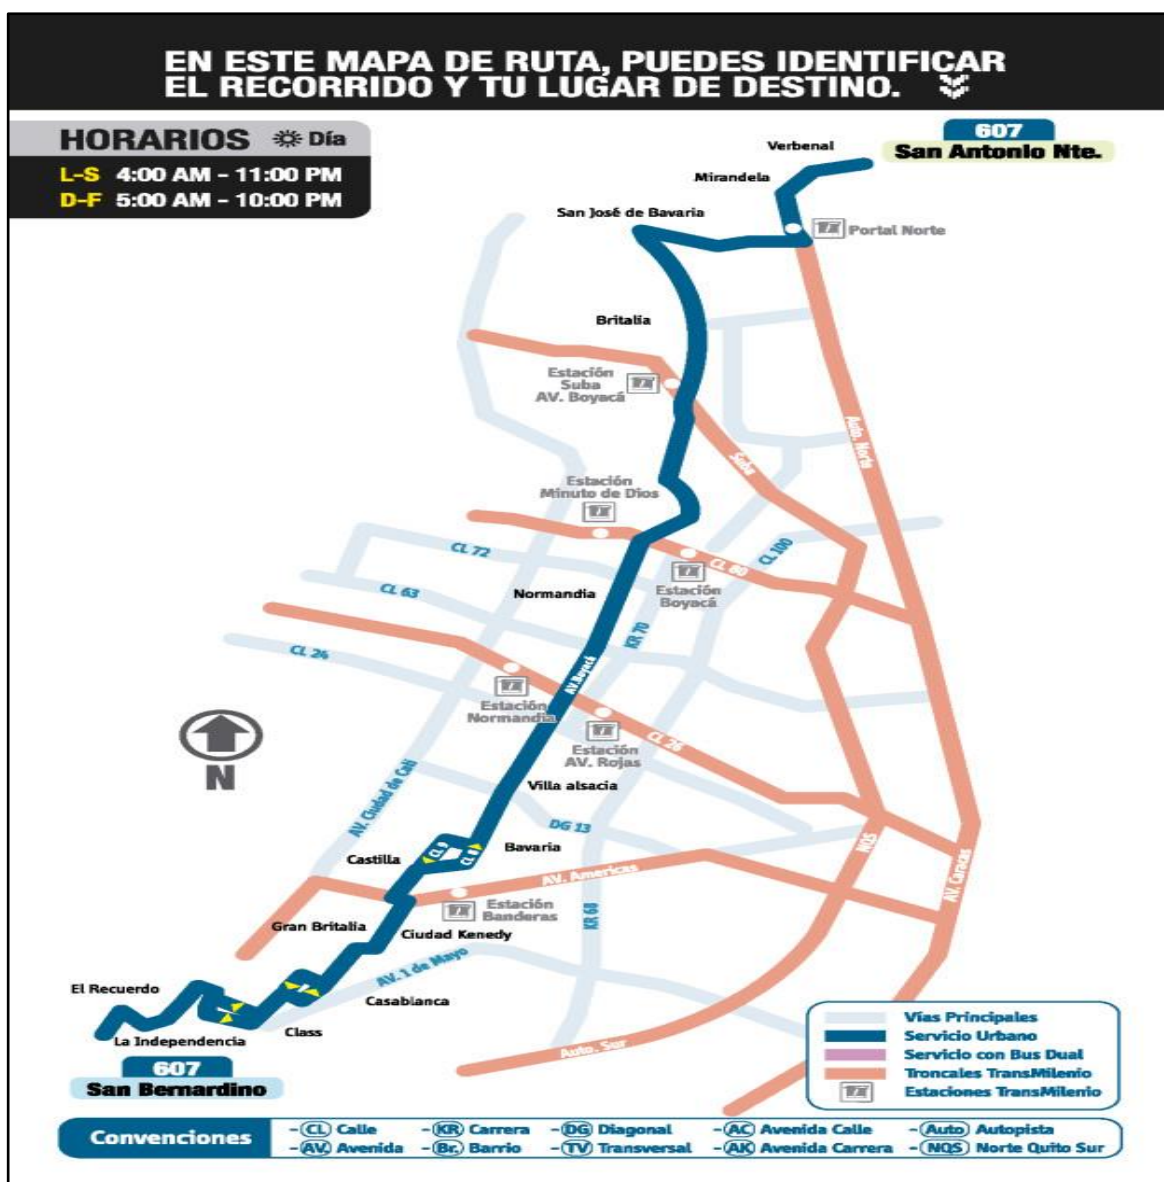 EN ESTE MAPA DE RUTA, PUEDES IDENTIFICAR
EL RECORRIDO Y TU LUGAR DE DESTINO.
HORARIOS Día
L-S 4:00 AM - 11:00 PM
D-F 5:00 AM - 10:00 PM
607
San Antonio Nte.
Verbenal
Mirandela
San José de Bavaria
Portal Norte
Britalia
Estación
Suba
AV. Boyacá
Auto. Norte
Suba
Estación
Minuto de Dios
CL 72
CL 100
CL 80
Estación
Boyacá
CL 63
Normandia
KR 70
CL 24
AV.Boyacá
Estación
Normandia
CL 26
Estación
AV. Rojas
N
AV. Ciudad de Cali
Villa alsacia
DG 13
NQS
AV. Caracas
CL 9
CL 8
Bavaria
Castilla
AV. Americas
Estación
Banderas
KR 68
Gran Britalia
Ciudad Kenedy
AV. 1 de Mayo
El Recuerdo
Casablanca
Class
La Independencia
Auto. Sur
607
San Bernardino
Vías Principales
Servicio Urbano
Servicio con Bus Dual
Troncales TransMilenio
Estaciones TransMilenio
Convenciones
- CL Calle - KR Carrera - DG Diagonal - AC Avenida Calle - Auto Autopista
- AV. Avenida - Br. Barrio - TV Transversal - AK Avenida Carrera - NQS Norte Quito Sur